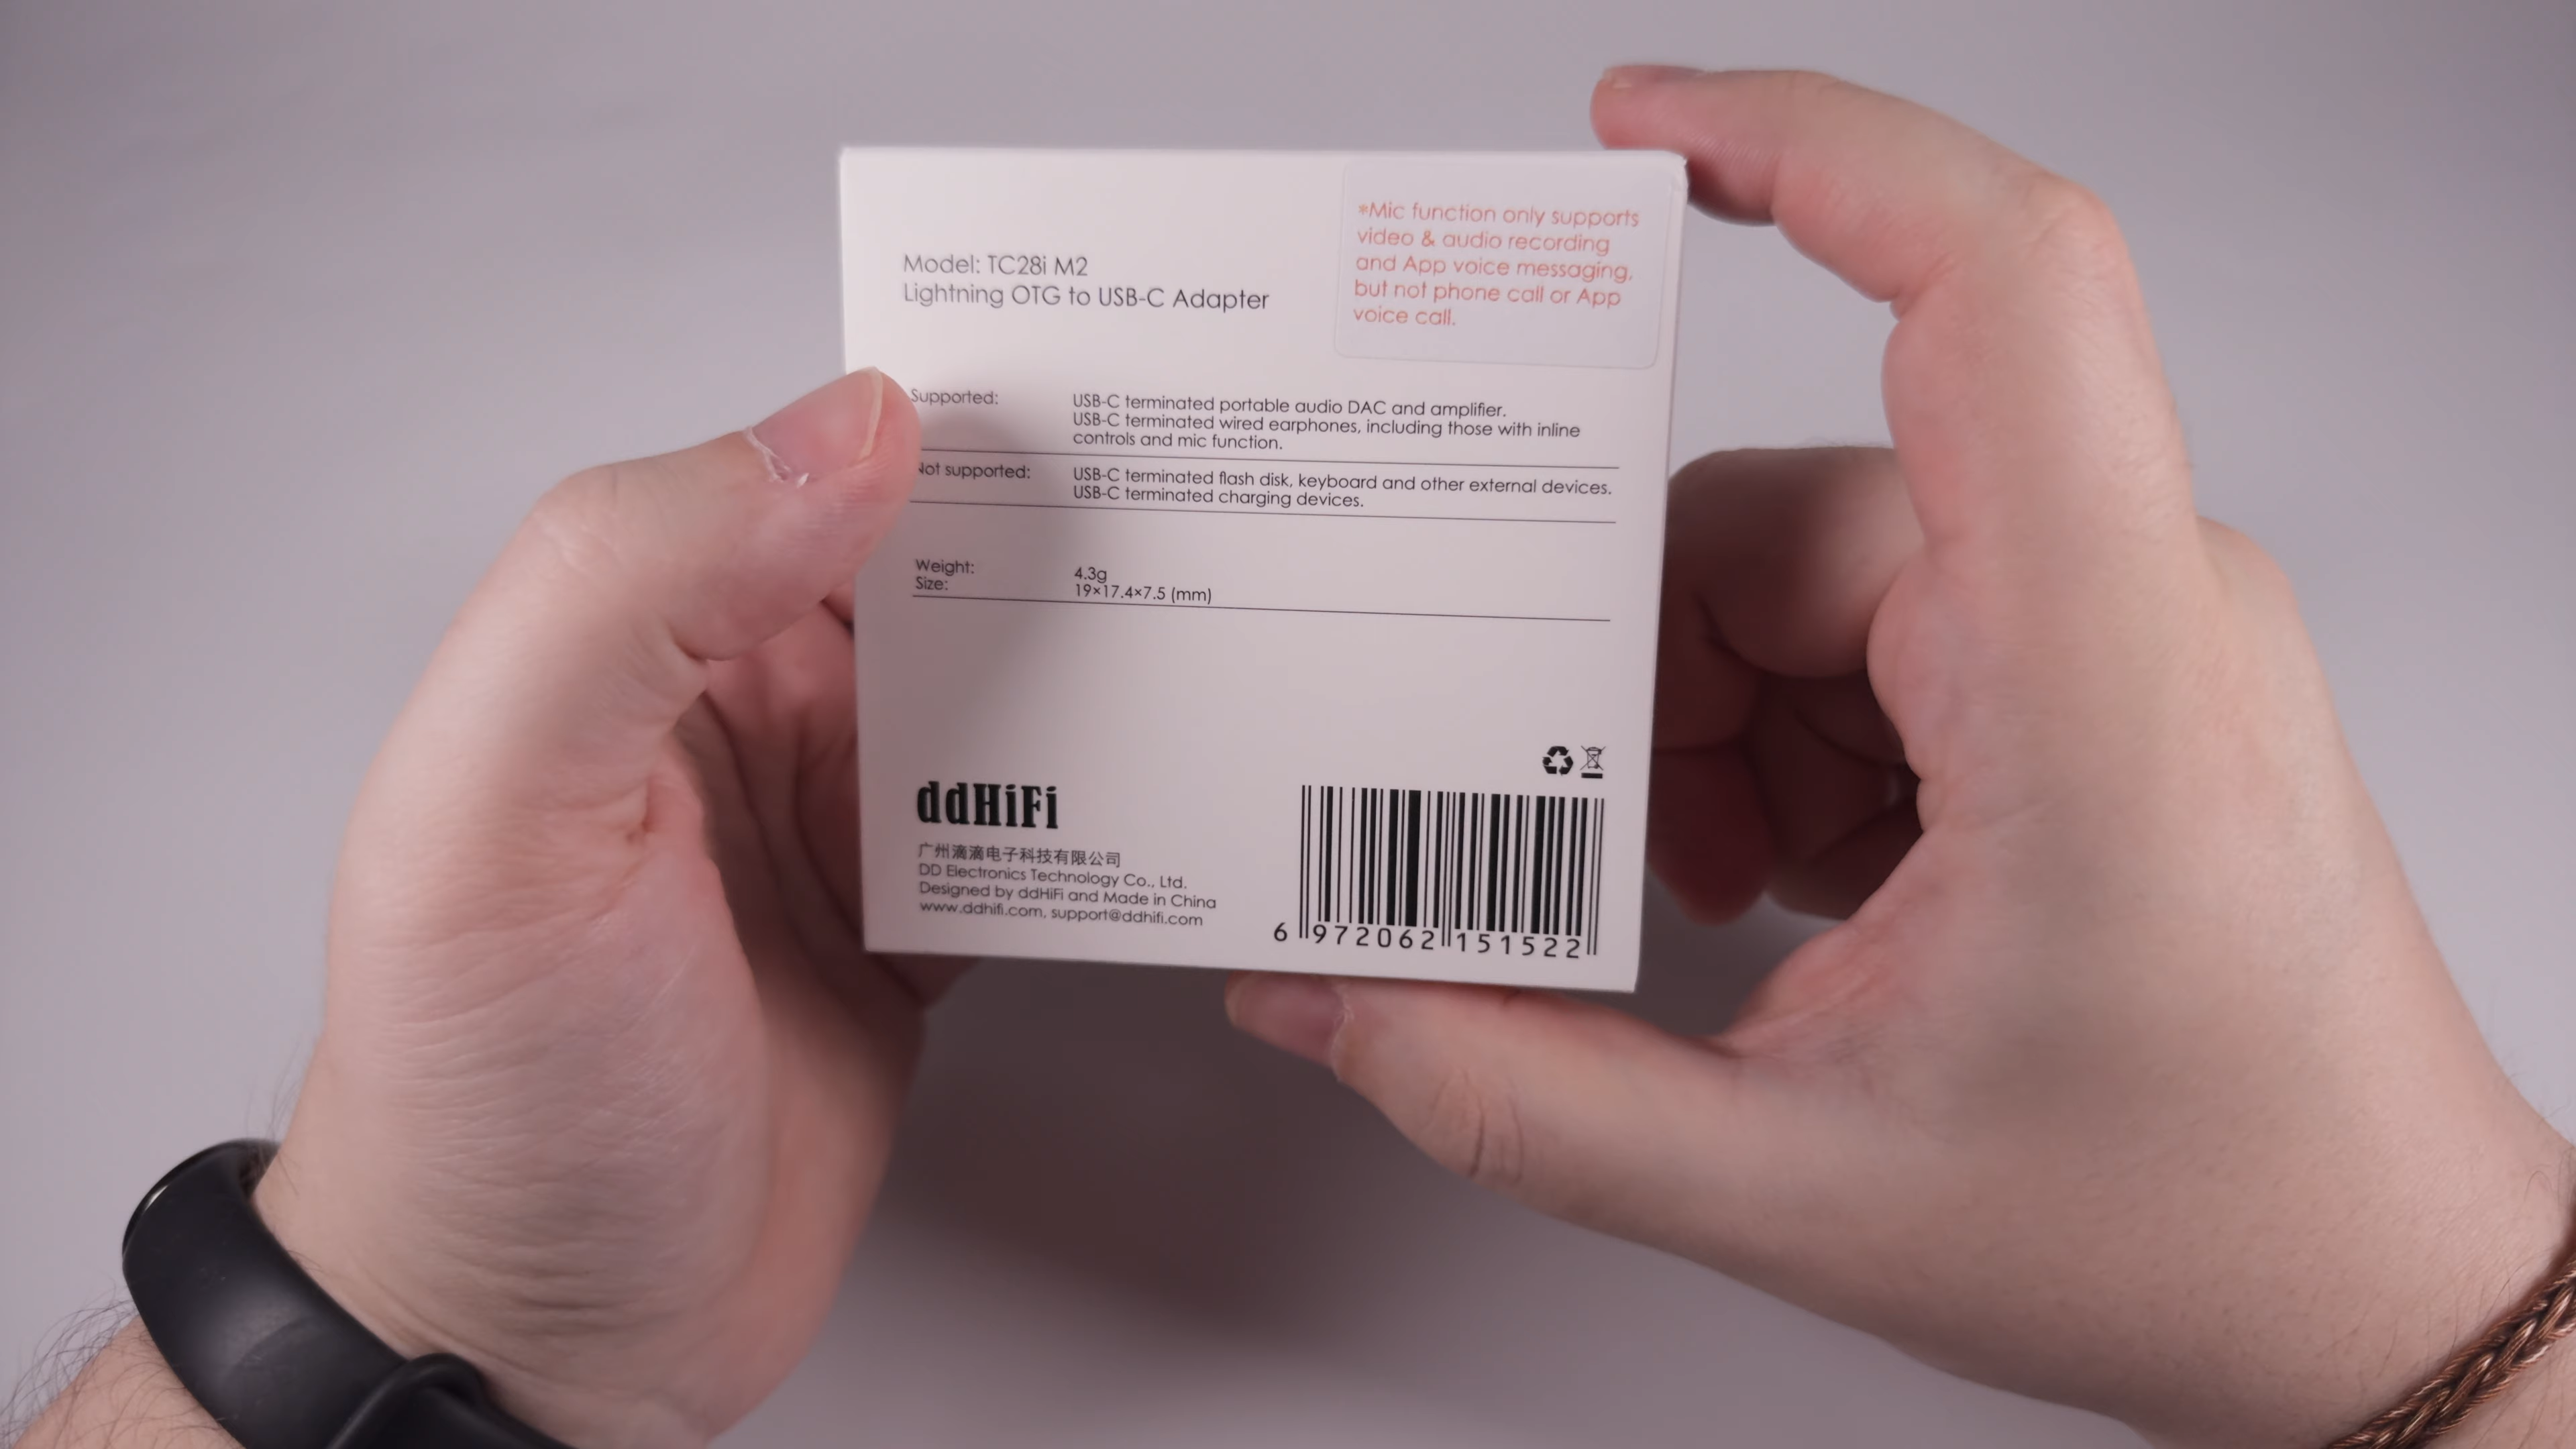 Model: TC28i M2
Lightning OTG to USB-C Adapter
*Mic function only supports
video & audio recording
and App voice messaging,
but not phone call or App
voice call.
Supported:
USB-C terminated portable audio DAC and amplifier.
USB-C terminated wired earphones, including those with inline
controls and mic function.
Not supported:
USB-C terminated flash disk, keyboard and other external devices.
USB-C terminated charging devices.
Weight: 4.3g
Size: 19×17.4×7.5 (mm)
ddHiFi
广州滴滴电子科技有限公司
DD Electronics Technology Co., Ltd.
Designed by ddHiFi and Made in China
www.ddhifi.com, support@ddhifi.com
6 972062 151522